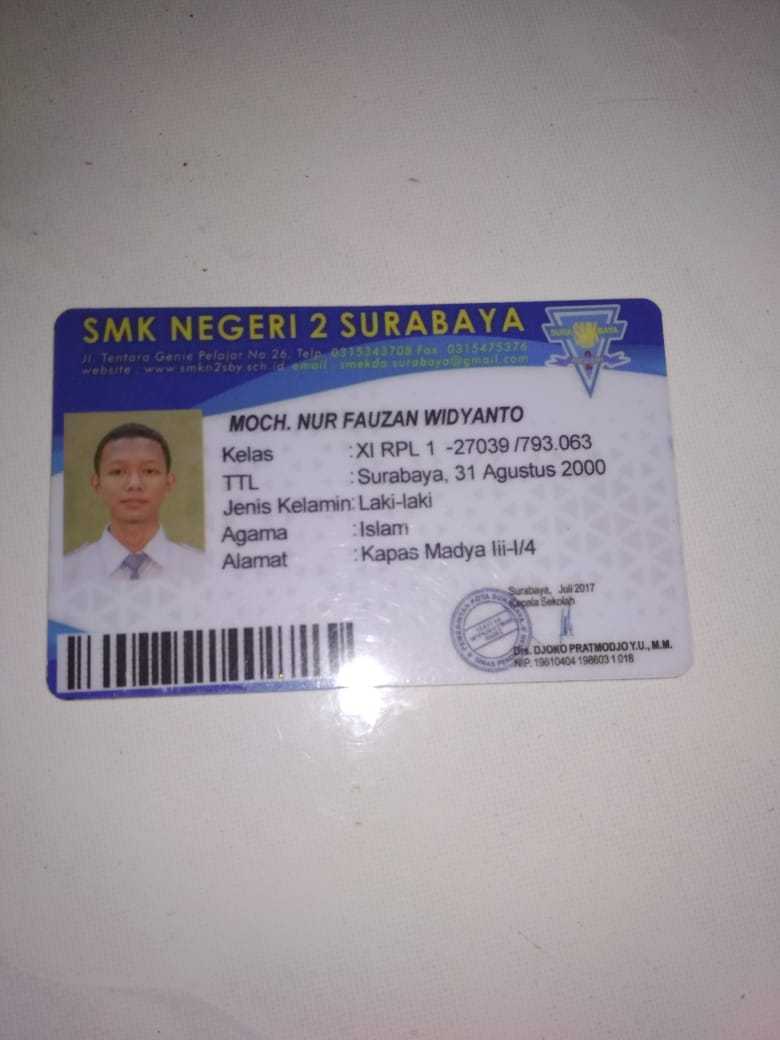 SMK NEGERI 2 SURABAYA
Jl. Tentara Genie Pelajar No 26. Telp. 0315343708 Fax. 0315475376
website : www.smkn2sby.sch.id email : smekda.surabaya@gmail.com
SURABAYA
MOCH. NUR FAUZAN WIDYANTO
Kelas : XI RPL 1 -27039 /793.063
TTL : Surabaya, 31 Agustus 2000
Jenis Kelamin: Laki-laki
Agama : Islam
Alamat : Kapas Madya Iii-I/4
Surabaya, Juli 2017
Kepala Sekolah
Drs. DJOKO PRATMODJO Y.U., M.M.
NIP. 19610404 198603 1 018